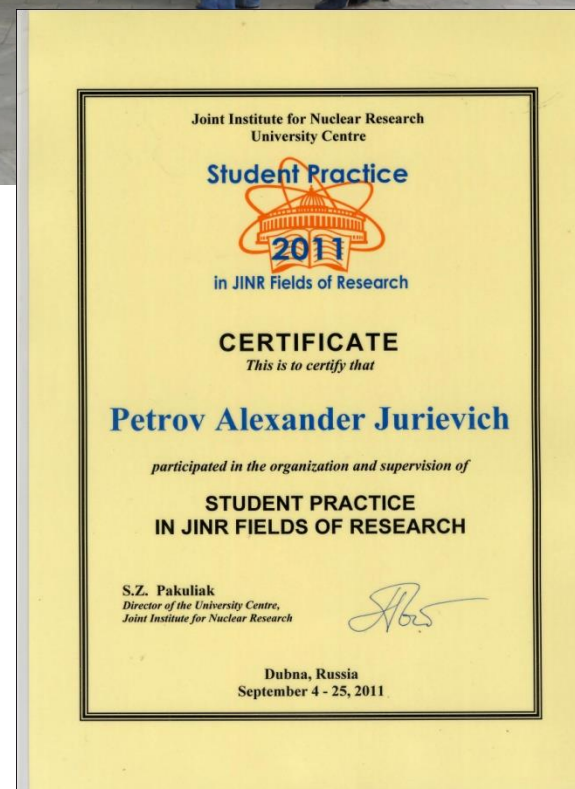 Joint Institute for Nuclear Research
University Centre
Student Practice
2011
in JINR Fields of Research
CERTIFICATE
This is to certify that
Petrov Alexander Jurievich
participated in the organization and supervision of
STUDENT PRACTICE
IN JINR FIELDS OF RESEARCH
S.Z. Pakuliak
Director of the University Centre,
Joint Institute for Nuclear Research
Dubna, Russia
September 4 - 25, 2011